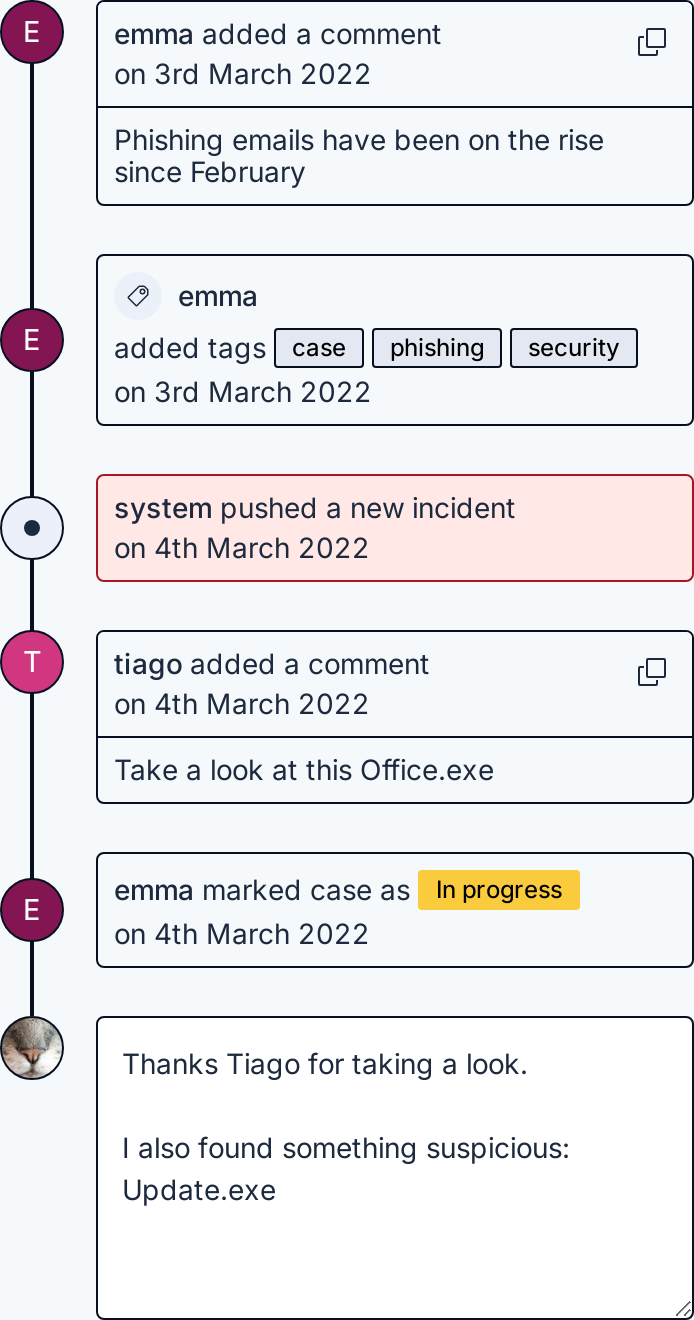 E
emma added a comment
on 3rd March 2022
Phishing emails have been on the rise
since February
emma
E
added tags case phishing security
on 3rd March 2022
system pushed a new incident
on 4th March 2022
T
tiago added a comment
on 4th March 2022
Take a look at this Office.exe
E
emma marked case as In progress
on 4th March 2022
Thanks Tiago for taking a look.
I also found something suspicious:
Update.exe